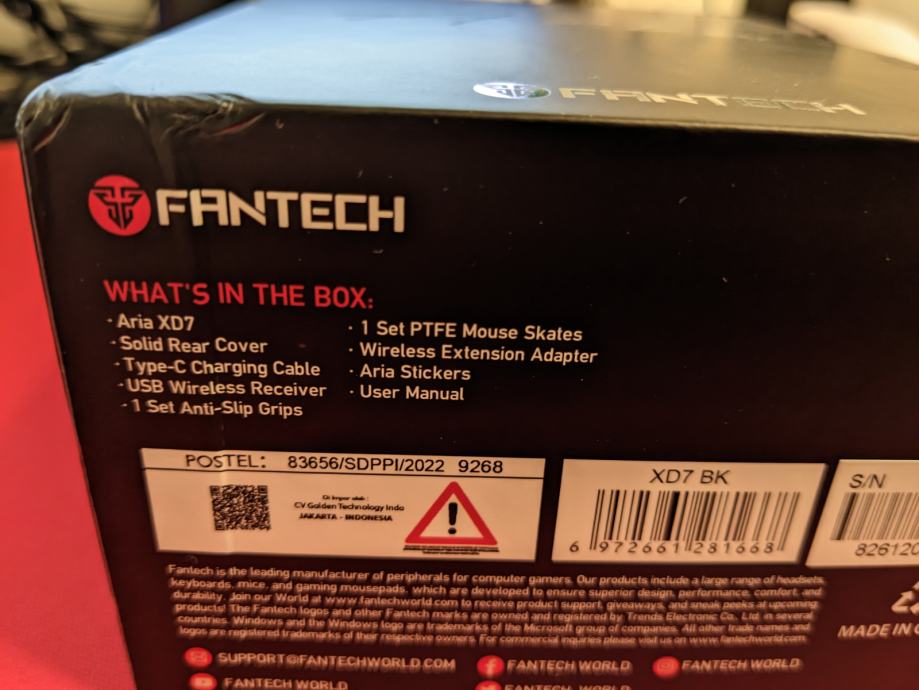 FANTECH
FANTECH
WHAT'S IN THE BOX:
· Aria XD7
· Solid Rear Cover
· Type-C Charging Cable
· USB Wireless Receiver
· 1 Set Anti-Slip Grips
· 1 Set PTFE Mouse Skates
· Wireless Extension Adapter
· Aria Stickers
· User Manual
POSTEL: 83656/SDPPI/2022 9268
Di impor oleh :
CV Golden Technology Indo
JAKARTA - INDONESIA
XD7 BK
6 972661 281668
S/N
826120
Fantech is the leading manufacturer of peripherals for computer gamers. Our products include a large range of headsets,
keyboards, mice, and gaming mousepads, which are developed to ensure superior design, performance, comfort, and
durability. Join our World at www.fantechworld.com to receive product support, giveaways, and sneak peeks at upcoming
products! The Fantech logos and other Fantech marks are owned and registered by Trends Electronic Co., Ltd. in several
countries. Windows and the Windows logo are trademarks of the Microsoft group of companies. All other trade names and
logos are registered trademarks of their respective owners. For commercial inquiries please visit us on www.fantechworld.com
SUPPORT@FANTECHWORLD.COM
FANTECH WORLD
FANTECH WORLD
MADE IN
FANTECH WORLD
FANTECH WORLD